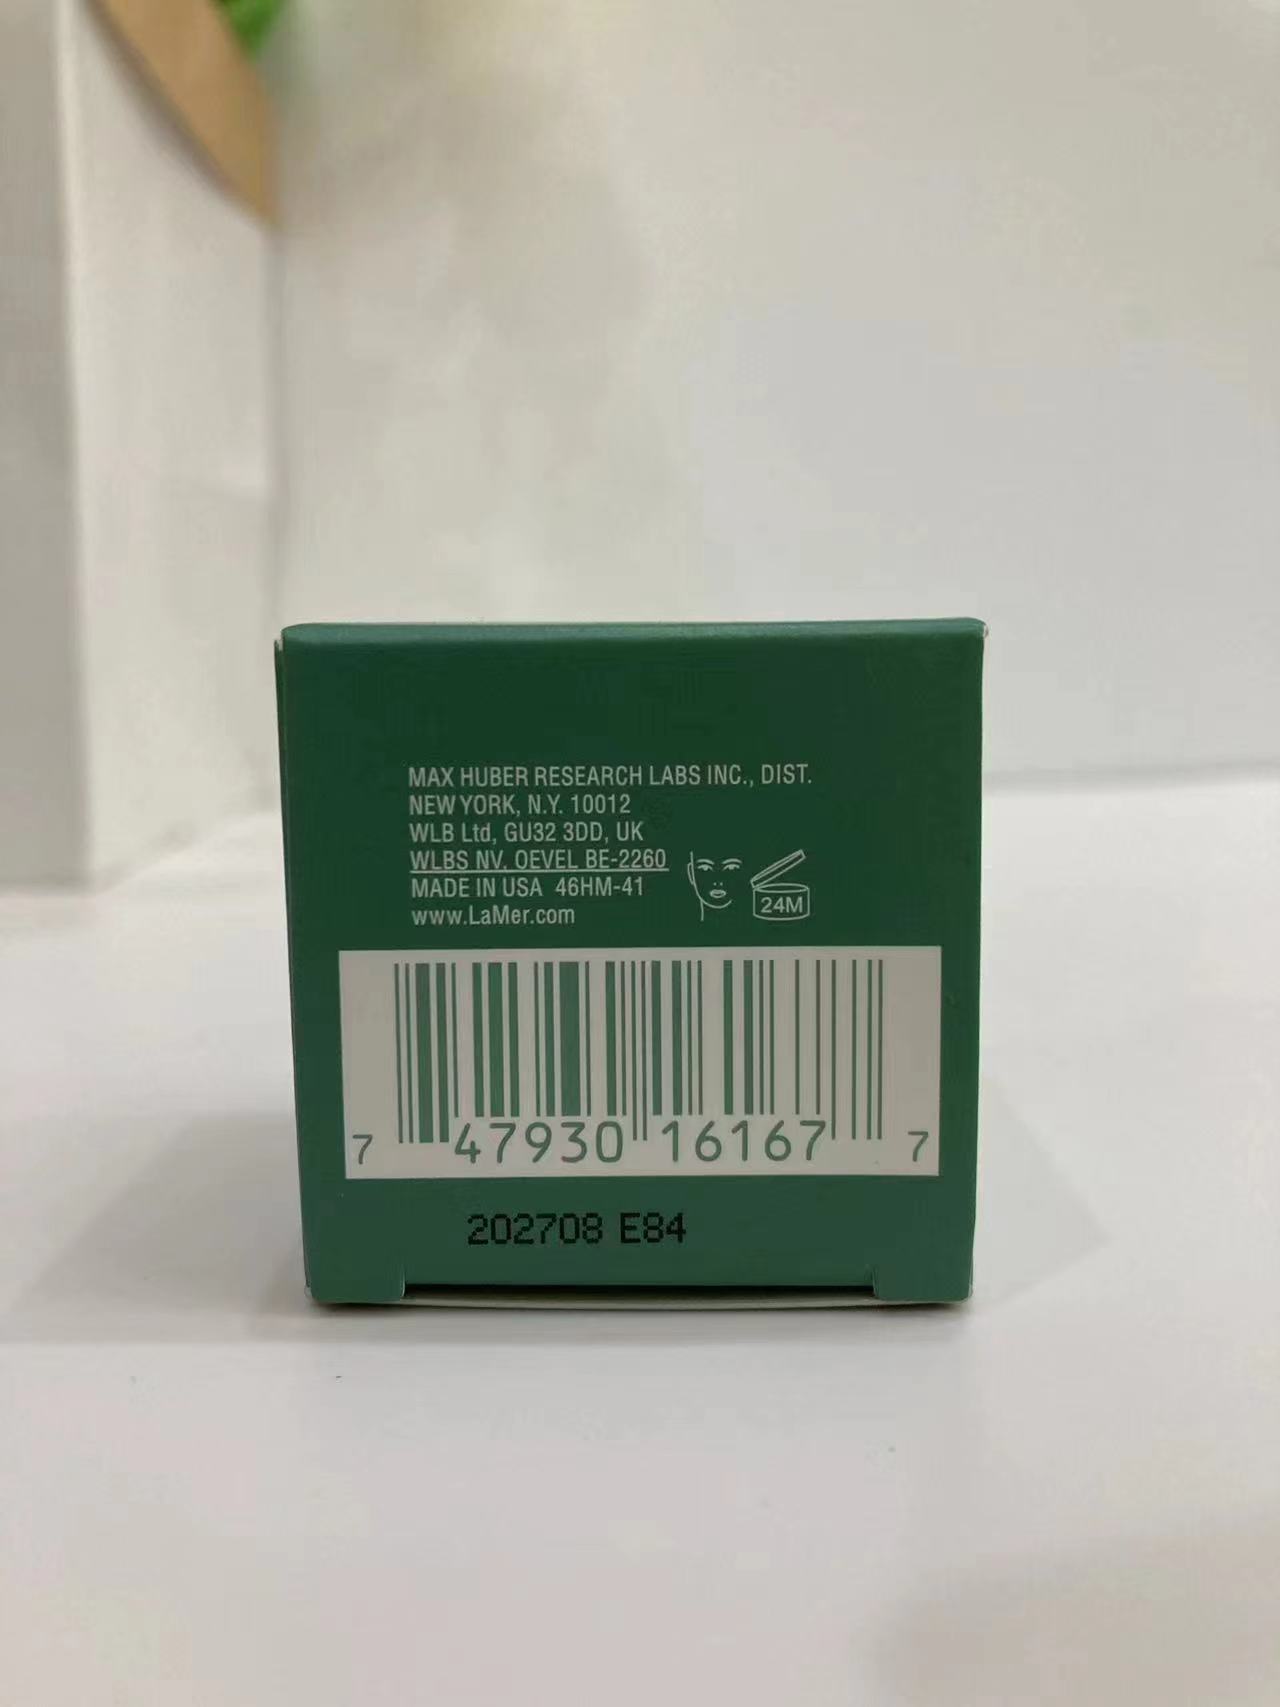 MAX HUBER RESEARCH LABS INC., DIST.
NEW YORK, N.Y. 10012
WLB Ltd, GU32 3DD, UK
WLBS NV. OEVEL BE-2260
MADE IN USA 46HM-41
www.LaMer.com
24M
7 47930 16167 7
202708 E84